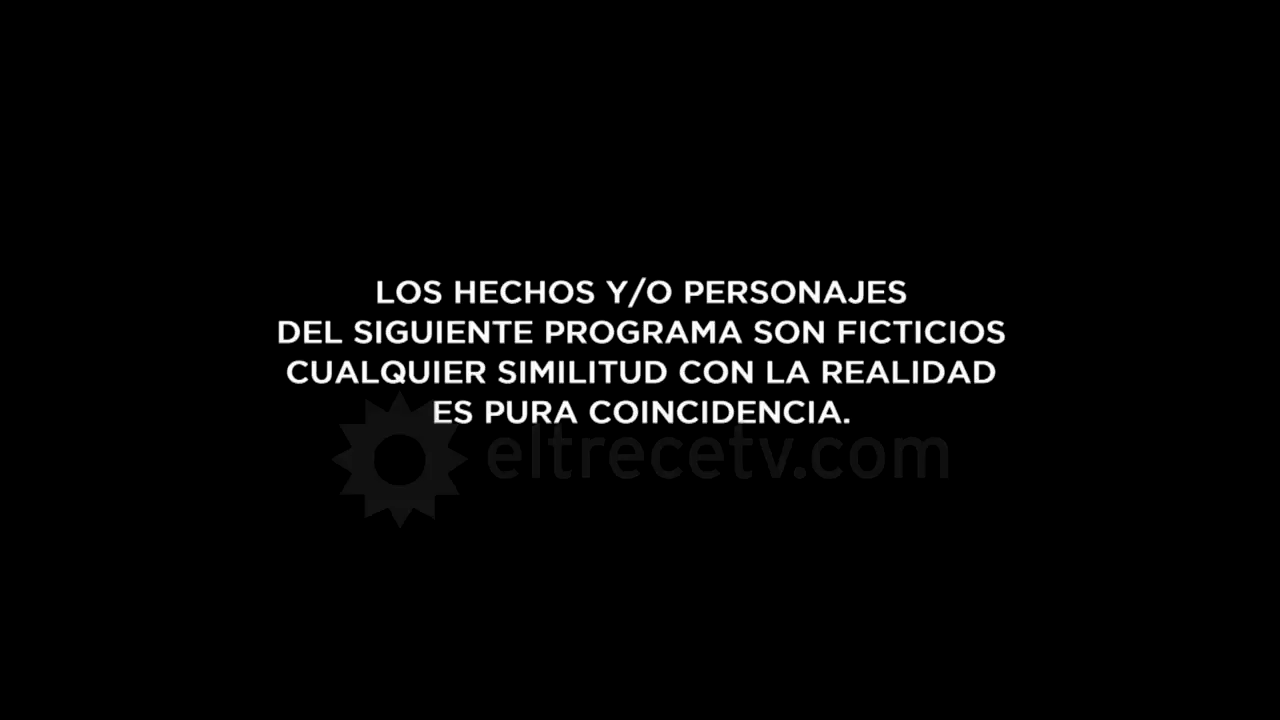 LOS HECHOS Y/O PERSONAJES
DEL SIGUIENTE PROGRAMA SON FICTICIOS
CUALQUIER SIMILITUD CON LA REALIDAD
ES PURA COINCIDENCIA.
eltrecetv.com